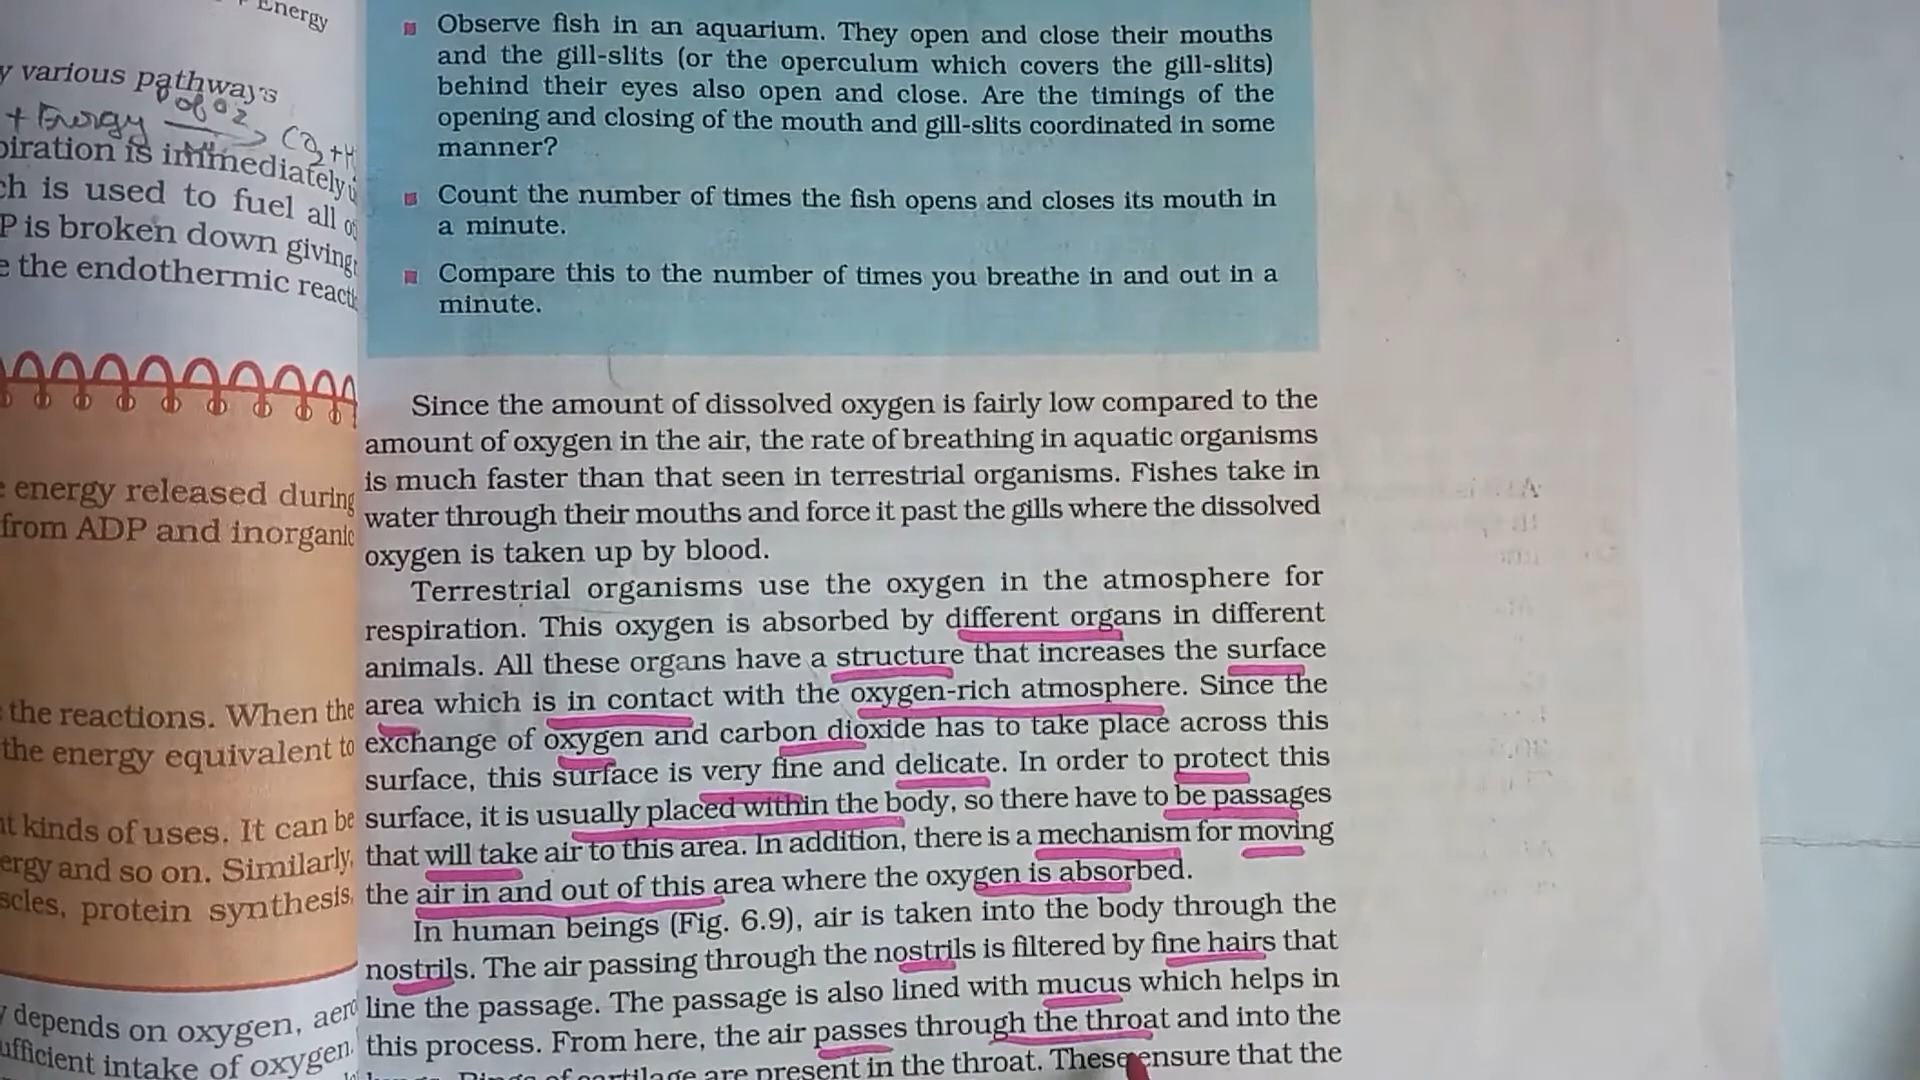 Energy
y various pathways
of O2
+ Energy
piration is immediately
ch is used to fuel all
P is broken down giving
e the endothermic
energy released during
from ADP and inorganic
the reactions. When the
the energy equivalent to
nt kinds of uses. It can be
ergy and so on. Similarly,
scles, protein synthesis,
y depends on oxygen,
ufficient intake of oxygen.
Observe fish in an aquarium. They open and close their mouths
and the gill-slits (or the operculum which covers the gill-slits)
behind their eyes also open and close. Are the timings of the
opening and closing of the mouth and gill-slits coordinated in some
manner?
Count the number of times the fish opens and closes its mouth in
a minute.
Compare this to the number of times you breathe in and out in a
minute.
Since the amount of dissolved oxygen is fairly low compared to the
amount of oxygen in the air, the rate of breathing in aquatic organisms
is much faster than that seen in terrestrial organisms. Fishes take in
water through their mouths and force it past the gills where the dissolved
oxygen is taken up by blood.
Terrestrial organisms use the oxygen in the atmosphere for
respiration. This oxygen is absorbed by different organs in different
animals. All these organs have a structure that increases the surface
area which is in contact with the oxygen-rich atmosphere. Since the
exchange of oxygen and carbon dioxide has to take place across this
surface, this surface is very fine and delicate. In order to protect this
surface, it is usually placed within the body, so there have to be passages
that will take air to this area. In addition, there is a mechanism for moving
the air in and out of this area where the oxygen is absorbed.
In human beings (Fig. 6.9), air is taken into the body through the
nostrils. The air passing through the nostrils is filtered by fine hairs that
line the passage. The passage is also lined with mucus which helps in
this process. From here, the air passes through the throat and into the
of cartilage are present in the throat. These ensure that the